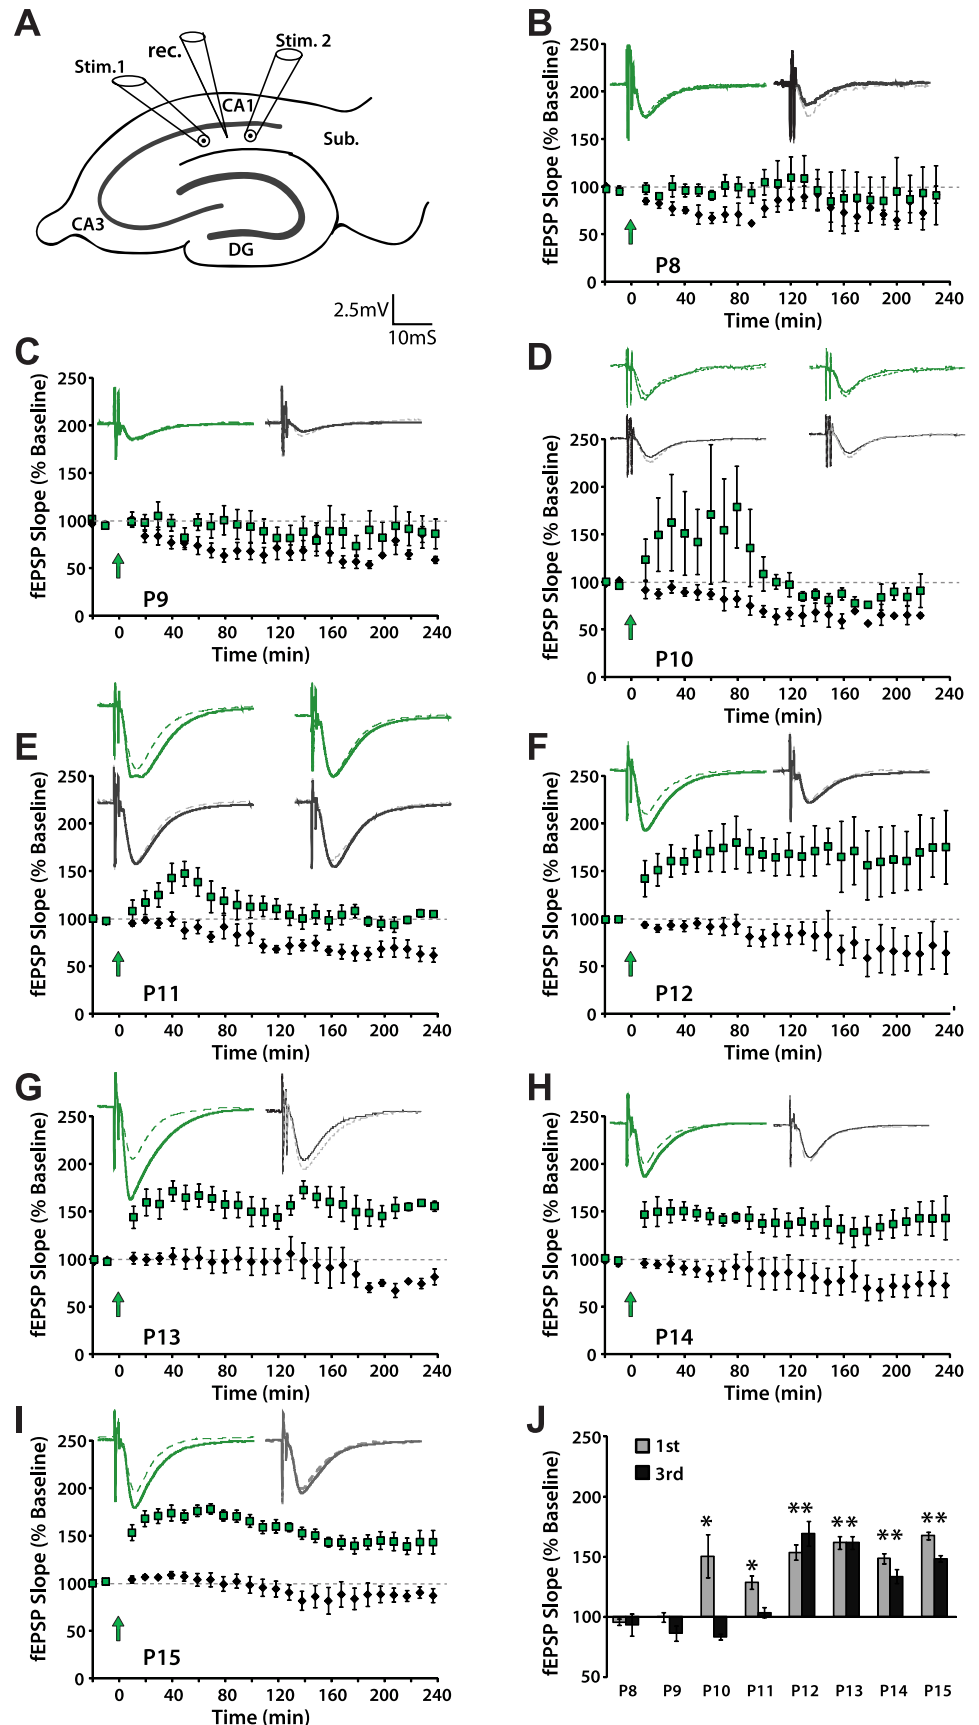 A
Stim.1
rec.
Stim. 2
CA1
Sub.
CA3
DG
2.5mV
10mS
B
fEPSP Slope (% Baseline)
250
200
150
100
50
0
P8
0 40 80 120 160 200 240
Time (min)
C
fEPSP Slope (% Baseline)
250
200
150
100
50
0
P9
0 40 80 120 160 200 240
Time (min)
D
fEPSP Slope (% Baseline)
250
200
150
100
50
0
P10
0 40 80 120 160 200 240
Time (min)
E
fEPSP Slope (% Baseline)
250
200
150
100
50
0
P11
0 40 80 120 160 200 240
Time (min)
F
fEPSP Slope (% Baseline)
250
200
150
100
50
0
P12
0 40 80 120 160 200 240
Time (min)
G
fEPSP Slope (% Baseline)
250
200
150
100
50
0
P13
0 40 80 120 160 200 240
Time (min)
H
fEPSP Slope (% Baseline)
250
200
150
100
50
0
P14
0 40 80 120 160 200 240
Time (min)
I
fEPSP Slope (% Baseline)
250
200
150
100
50
0
P15
0 40 80 120 160 200 240
Time (min)
J
fEPSP Slope (% Baseline)
250
200
150
100
50
1st
3rd
* * ** ** ** **
P8 P9 P10 P11 P12 P13 P14 P15